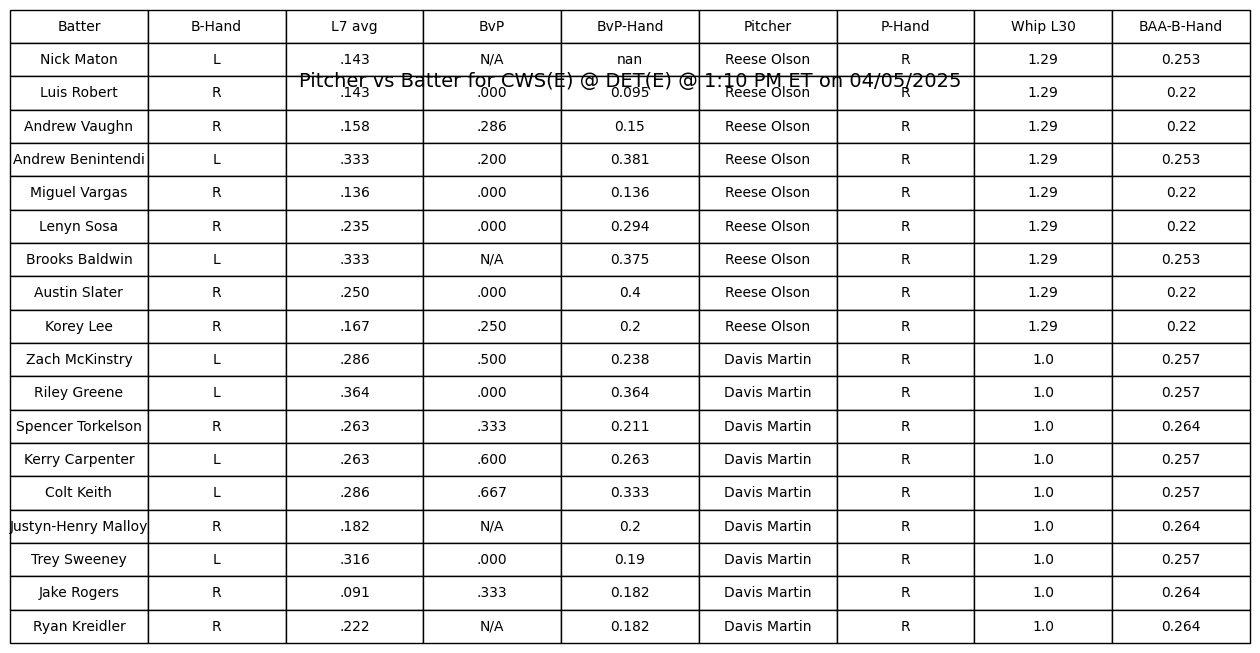 Batter B-Hand L7 avg BvP BvP-Hand Pitcher P-Hand Whip L30 BAA-B-Hand
Nick Maton L .143 N/A nan Reese Olson R 1.29 0.253
Pitcher vs Batter for CWS(E) @ DET(E) @ 1:10 PM ET on 04/05/2025
Luis Robert R .143 .000 0.095 Reese Olson R 1.29 0.22
Andrew Vaughn R .158 .286 0.15 Reese Olson R 1.29 0.22
Andrew Benintendi L .333 .200 0.381 Reese Olson R 1.29 0.253
Miguel Vargas R .136 .000 0.136 Reese Olson R 1.29 0.22
Lenyn Sosa R .235 .000 0.294 Reese Olson R 1.29 0.22
Brooks Baldwin L .333 N/A 0.375 Reese Olson R 1.29 0.253
Austin Slater R .250 .000 0.4 Reese Olson R 1.29 0.22
Korey Lee R .167 .250 0.2 Reese Olson R 1.29 0.22
Zach McKinstry L .286 .500 0.238 Davis Martin R 1.0 0.257
Riley Greene L .364 .000 0.364 Davis Martin R 1.0 0.257
Spencer Torkelson R .263 .333 0.211 Davis Martin R 1.0 0.264
Kerry Carpenter L .263 .600 0.263 Davis Martin R 1.0 0.257
Colt Keith L .286 .667 0.333 Davis Martin R 1.0 0.257
Justyn-Henry Malloy R .182 N/A 0.2 Davis Martin R 1.0 0.264
Trey Sweeney L .316 .000 0.19 Davis Martin R 1.0 0.257
Jake Rogers R .091 .333 0.182 Davis Martin R 1.0 0.264
Ryan Kreidler R .222 N/A 0.182 Davis Martin R 1.0 0.264